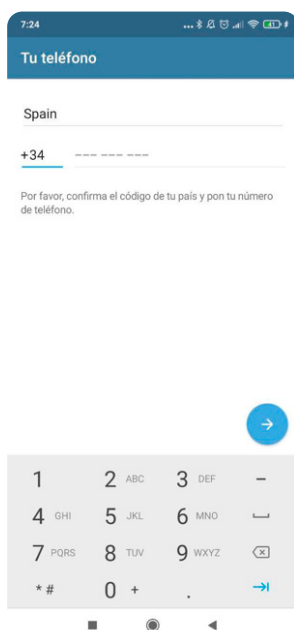 7:24
41
Tu teléfono
Spain
+34 --- --- ---
Por favor, confirma el código de tu país y pon tu número
de teléfono.
1 2 ABC 3 DEF -
4 GHI 5 JKL 6 MNO
7 PQRS 8 TUV 9 WXYZ
* # 0 + .